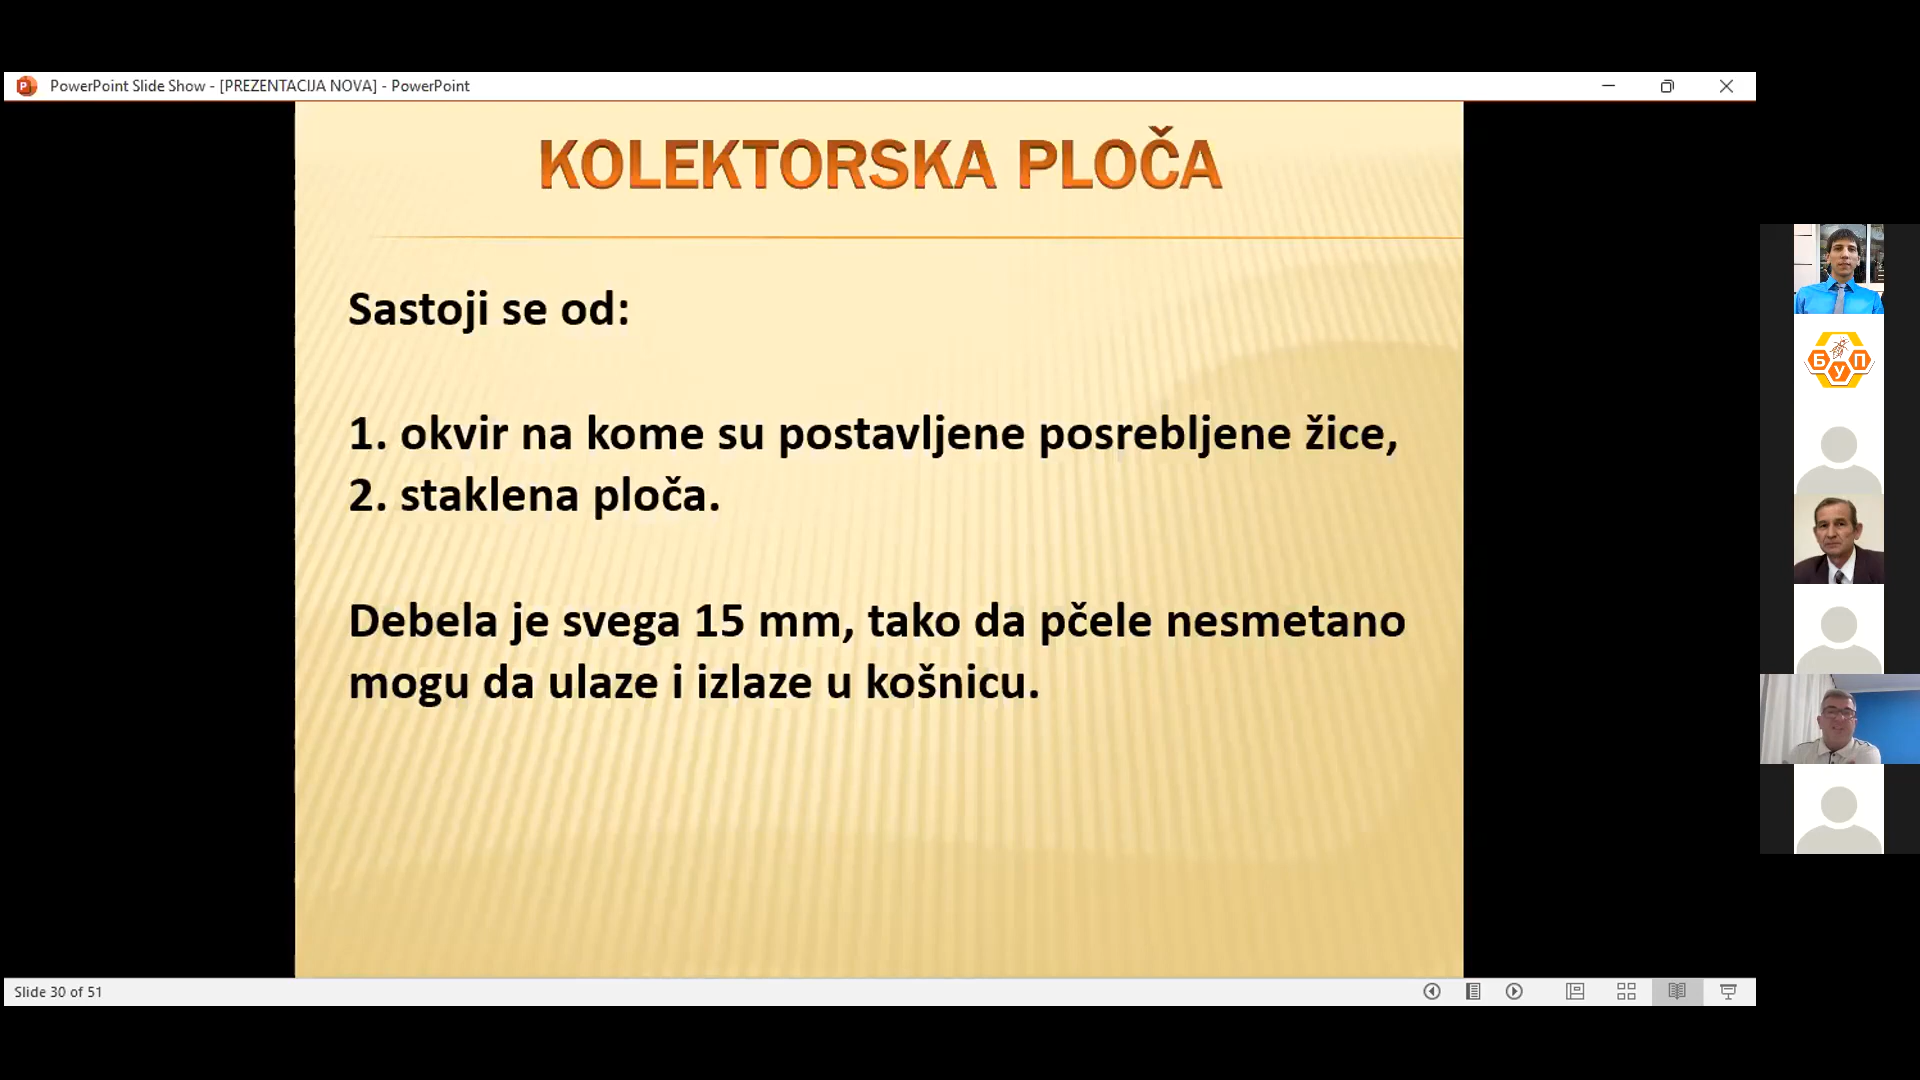 PowerPoint Slide Show - [PREZENTACIJA NOVA] - PowerPoint
KOLEKTORSKA PLOČA
Sastoji se od:
1. okvir na kome su postavljene posrebljene žice,
2. staklena ploča.
Debela je svega 15 mm, tako da pčele nesmetano
mogu da ulaze i izlaze u košnicu.
Б У П
Slide 30 of 51